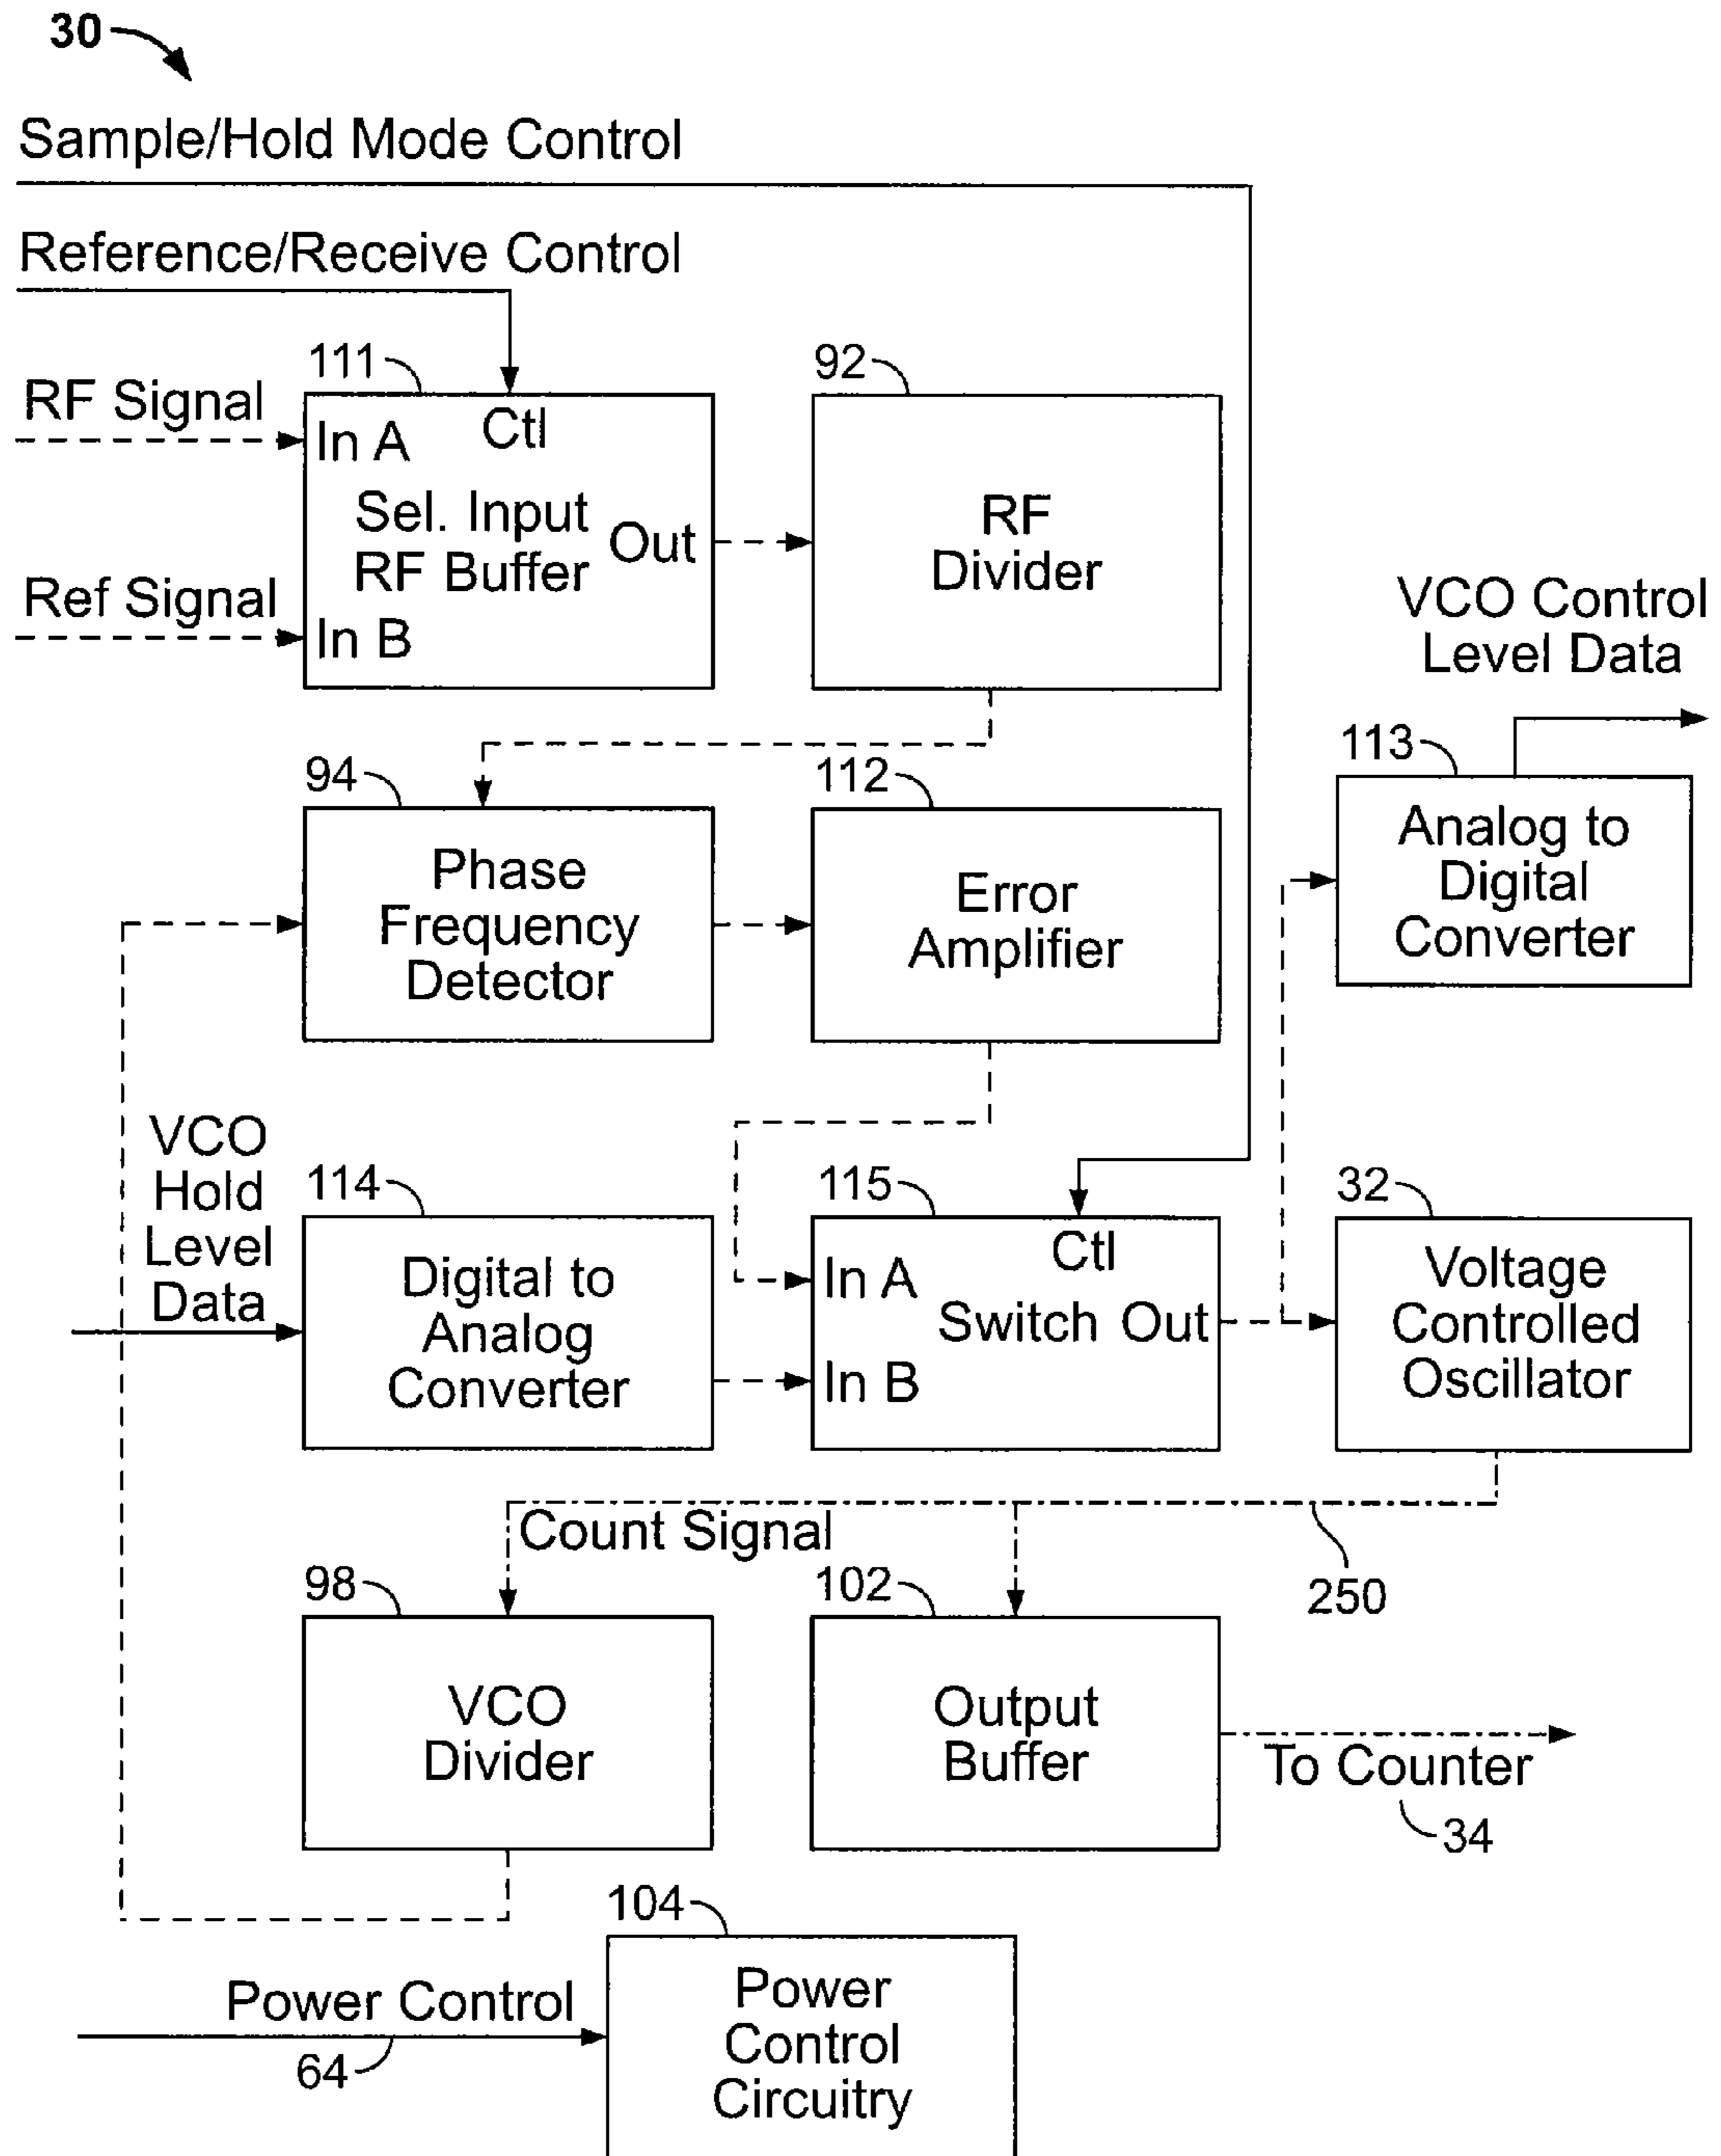 30
Sample/Hold Mode Control
Reference/Receive Control
111
92
RF Signal
In A
Ctl
Sel. Input
RF Buffer
Out
Ref Signal
In B
RF
Divider
VCO Control
Level Data
94
112
113
Phase
Frequency
Detector
Error
Amplifier
Analog to
Digital
Converter
VCO
Hold
Level
Data
114
115
32
Digital to
Analog
Converter
In A
Ctl
Switch Out
In B
Voltage
Controlled
Oscillator
Count Signal
250
98
102
VCO
Divider
Output
Buffer
To Counter
34
104
Power Control
64
Power
Control
Circuitry